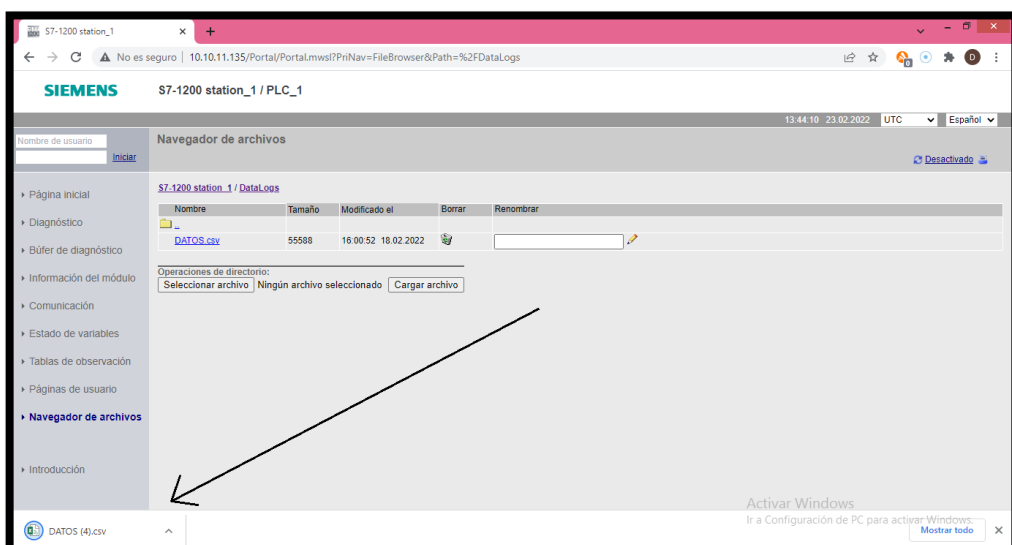 S7-1200 station_1
No es seguro | 10.10.11.135/Portal/Portal.mwsl?PriNav=FileBrowser&Path=%2FDataLogs
D
SIEMENS S7-1200 station_1 / PLC_1
13:44:10 23.02.2022 UTC Español
Nombre de usuario
Iniciar
Navegador de archivos
Desactivado
S7-1200 station_1 / DataLogs
Nombre Tamaño Modificado el Borrar Renombrar
..
DATOS.csv 55588 16:00:52 18.02.2022
Operaciones de directorio:
Seleccionar archivo Ningún archivo seleccionado Cargar archivo
Página inicial
Diagnóstico
Búfer de diagnóstico
Información del módulo
Comunicación
Estado de variables
Tablas de observación
Páginas de usuario
Navegador de archivos
Introducción
Activar Windows
Ir a Configuración de PC para activar Windows.
DATOS (4).csv
Mostrar todo